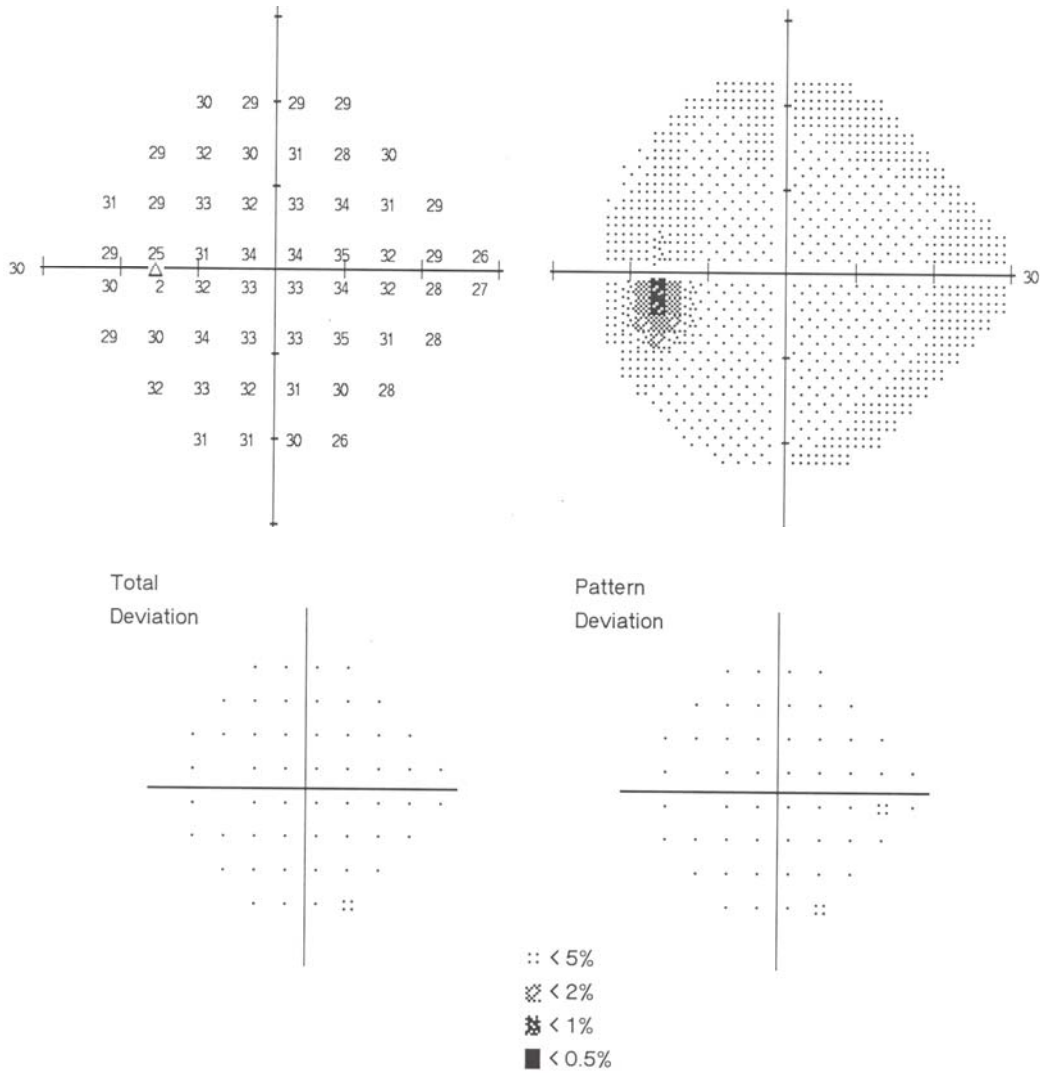 30 29 29 29
29 32 30 31 28 30
31 29 33 32 33 34 31 29
29 25 31 34 34 35 32 29 26
30
30 2 32 33 33 34 32 28 27
30
29 30 34 33 33 35 31 28
32 33 32 31 30 28
31 31 30 26
Total
Deviation
Pattern
Deviation
< 5%
< 2%
< 1%
< 0.5%